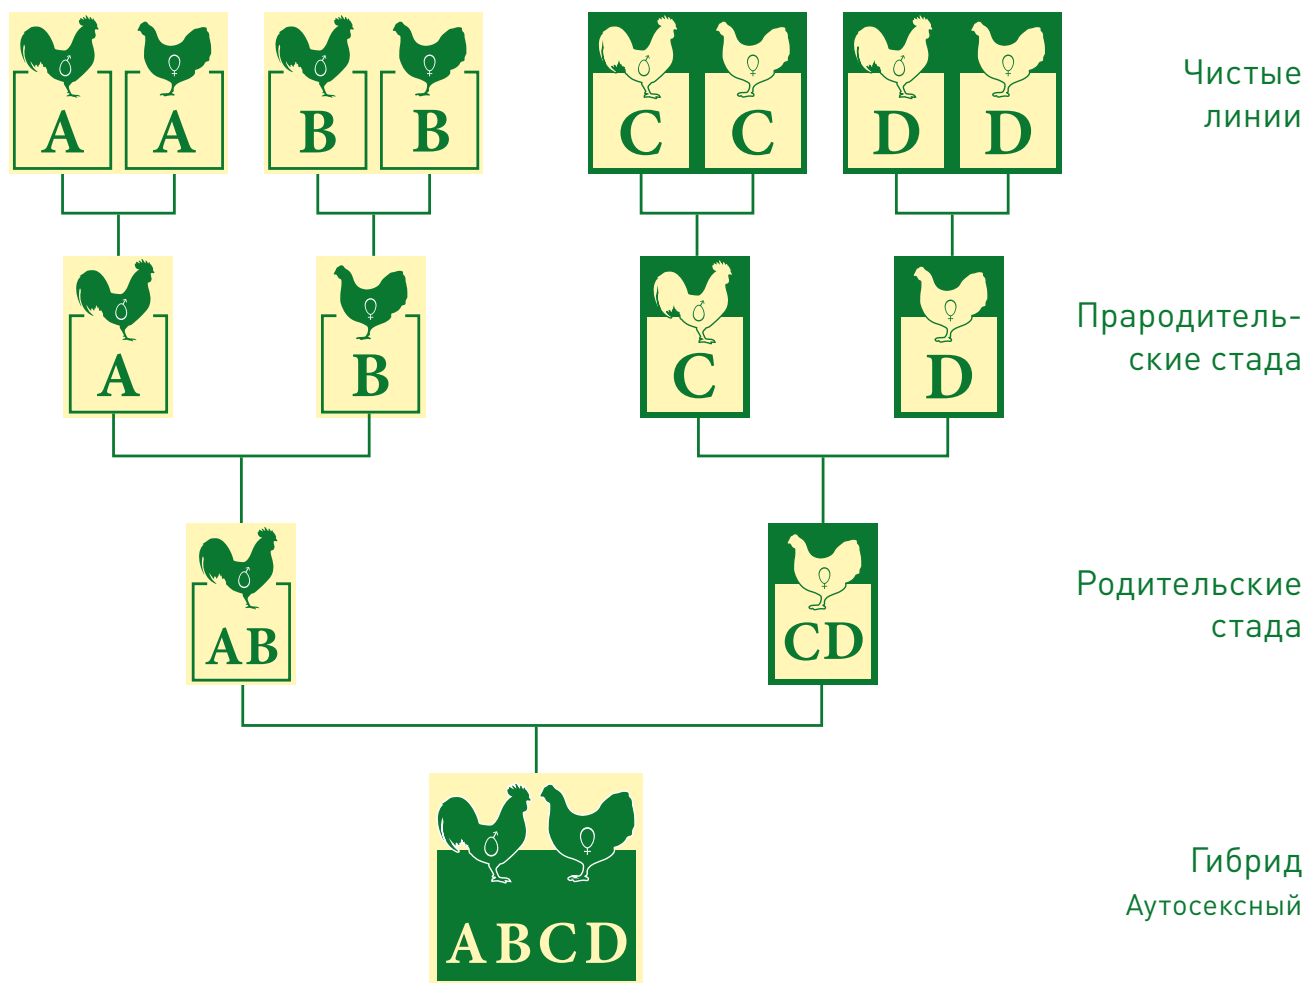 A A B B C C D D
Чистые
линии
A B C D
Прародитель-
ские стада
AB CD
Родительские
стада
ABCD
Гибрид
Аутосексный